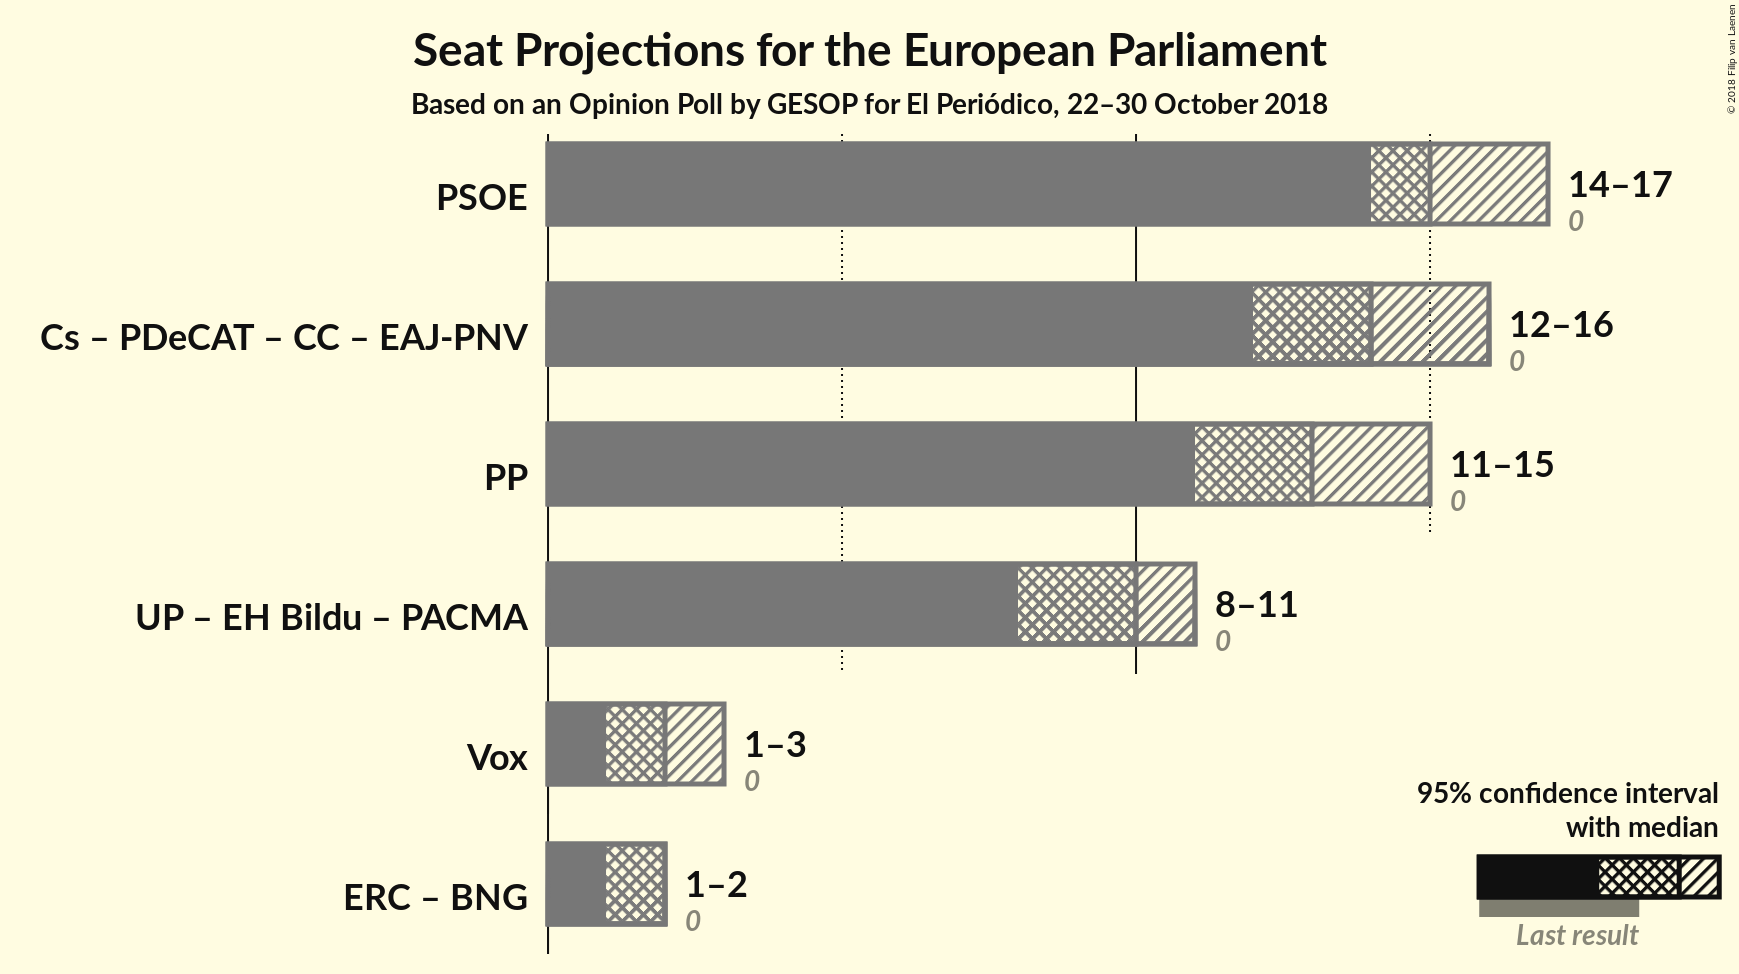 Seat Projections for the European Parliament
Based on an Opinion Poll by GESOP for El Periódico, 22–30 October 2018
© 2018 Filip van Laenen
PSOE
14–17
0
Cs – PDeCAT – CC – EAJ-PNV
12–16
0
PP
11–15
0
UP – EH Bildu – PACMA
8–11
0
Vox
1–3
0
ERC – BNG
1–2
0
95% confidence interval
with median
Last result